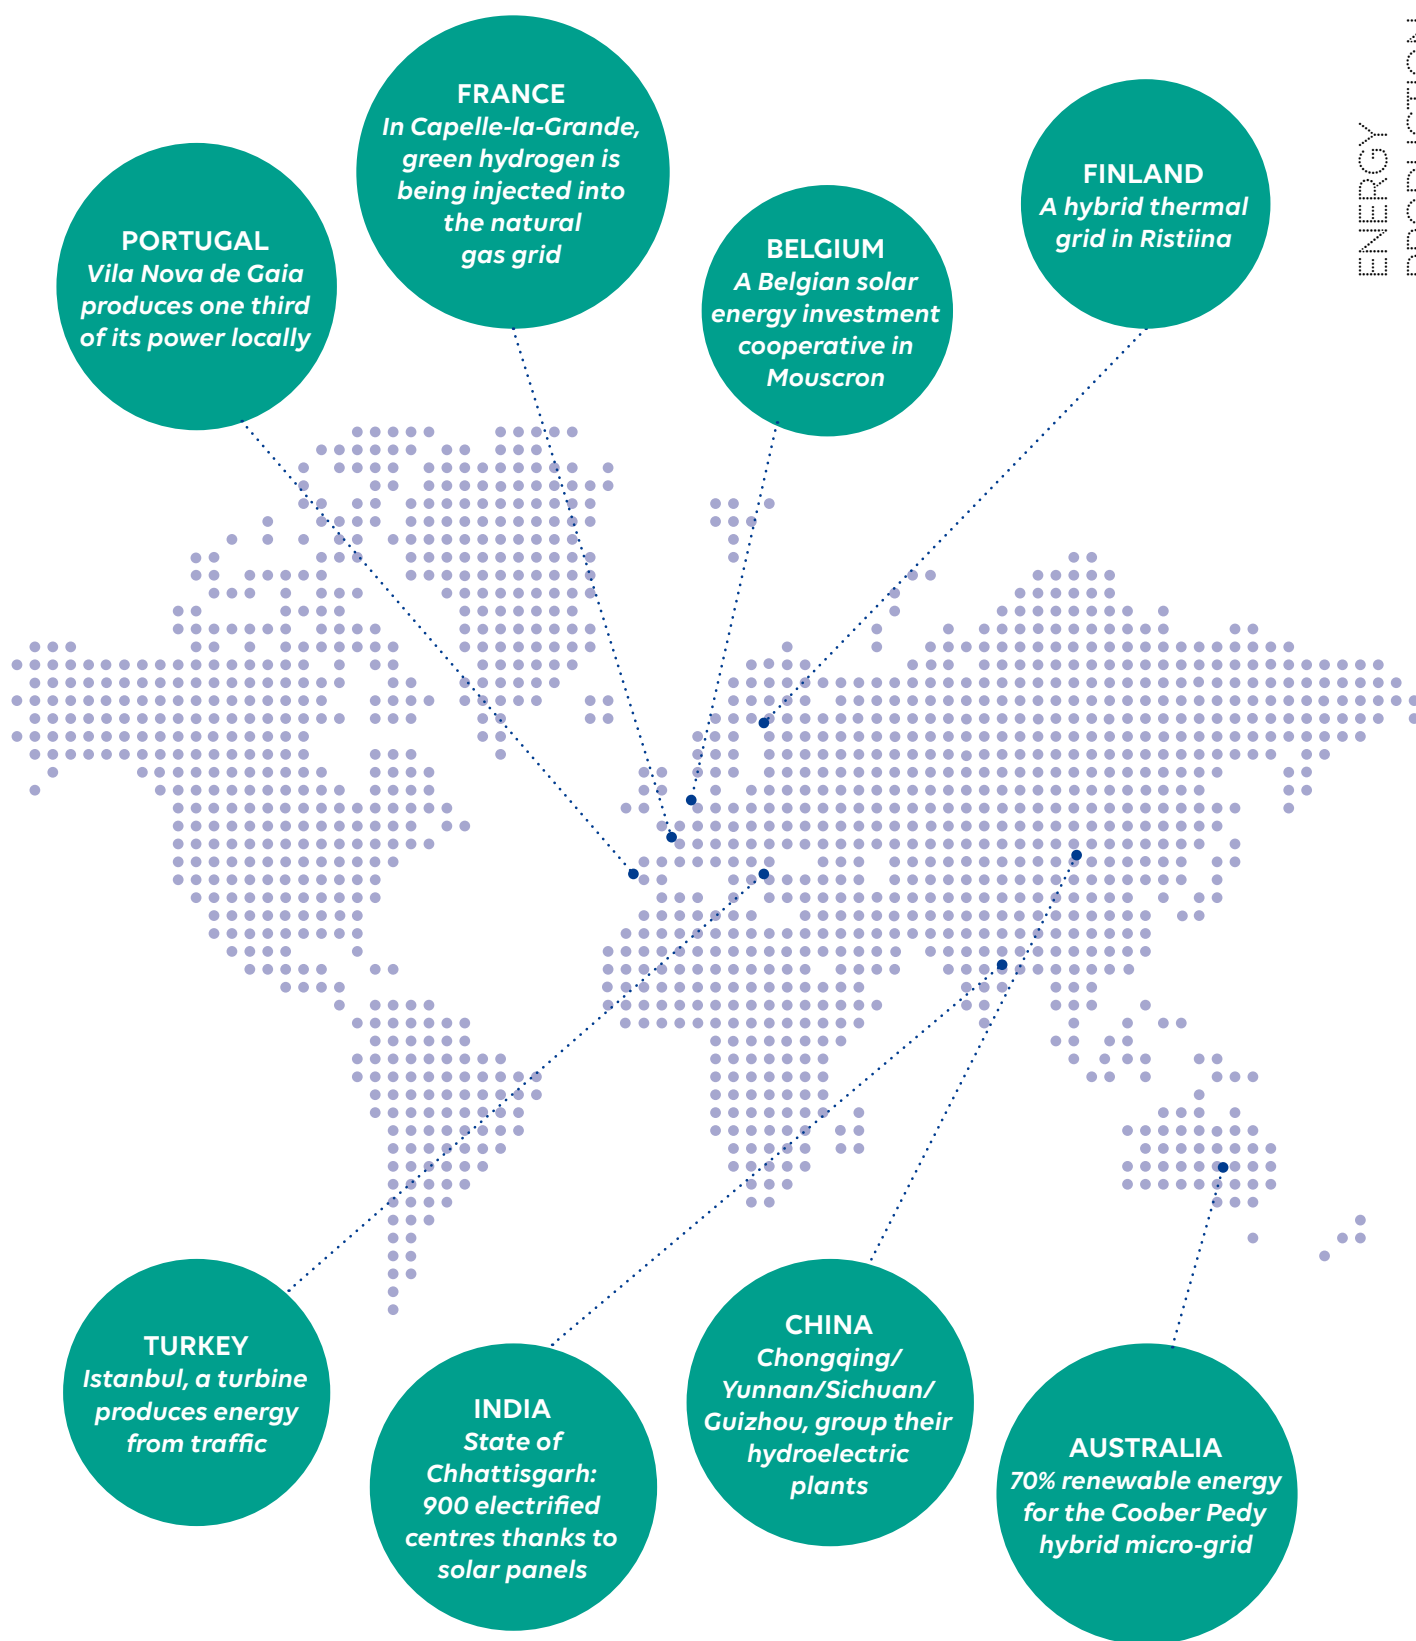 ENERGY
PRODUCTION
FRANCE
In Capelle-la-Grande,
green hydrogen is
being injected into
the natural
gas grid
PORTUGAL
Vila Nova de Gaia
produces one third
of its power locally
BELGIUM
A Belgian solar
energy investment
cooperative in
Mouscron
FINLAND
A hybrid thermal
grid in Ristiina
TURKEY
Istanbul, a turbine
produces energy
from traffic
INDIA
State of
Chhattisgarh:
900 electrified
centres thanks to
solar panels
CHINA
Chongqing/
Yunnan/Sichuan/
Guizhou, group their
hydroelectric
plants
AUSTRALIA
70% renewable energy
for the Coober Pedy
hybrid micro-grid